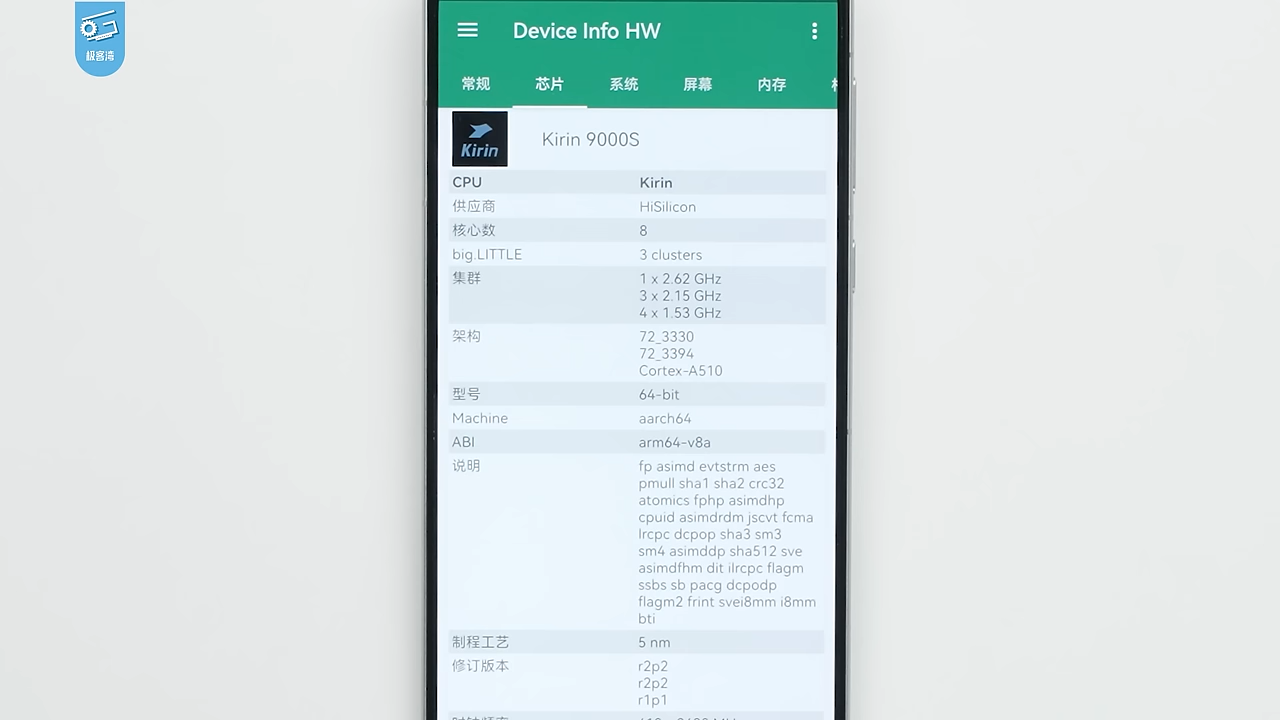 极客湾
Device Info HW
常规 芯片 系统 屏幕 内存
Kirin
Kirin 9000S
CPU Kirin
供应商 HiSilicon
核心数 8
big.LITTLE 3 clusters
集群 1 x 2.62 GHz
3 x 2.15 GHz
4 x 1.53 GHz
架构 72_3330
72_3394
Cortex-A510
型号 64-bit
Machine aarch64
ABI arm64-v8a
说明 fp asimd evtstrm aes
pmull sha1 sha2 crc32
atomics fphp asimdhp
cpuid asimdrdm jscvt fcma
lrcpc dcpop sha3 sm3
sm4 asimddp sha512 sve
asimdfhm dit ilrcpc flagm
ssbs sb pacg dcpodp
flagm2 frint svei8mm i8mm
bti
制程工艺 5 nm
修订版本 r2p2
r2p2
r1p1